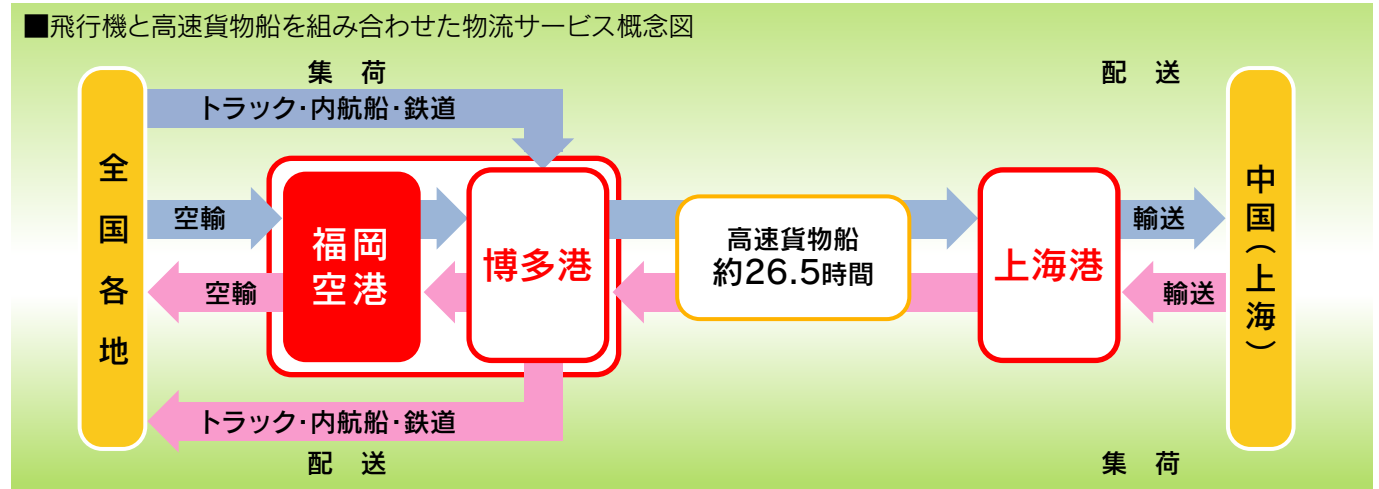 ■飛行機と高速貨物船を組み合わせた物流サービス概念図
集 荷
配 送
トラック・内航船・鉄道
全国各地
空輸
福岡
空港
博多港
高速貨物船
約26.5時間
上海港
輸送
中国(上海)
空輸
輸送
トラック・内航船・鉄道
配 送
集 荷